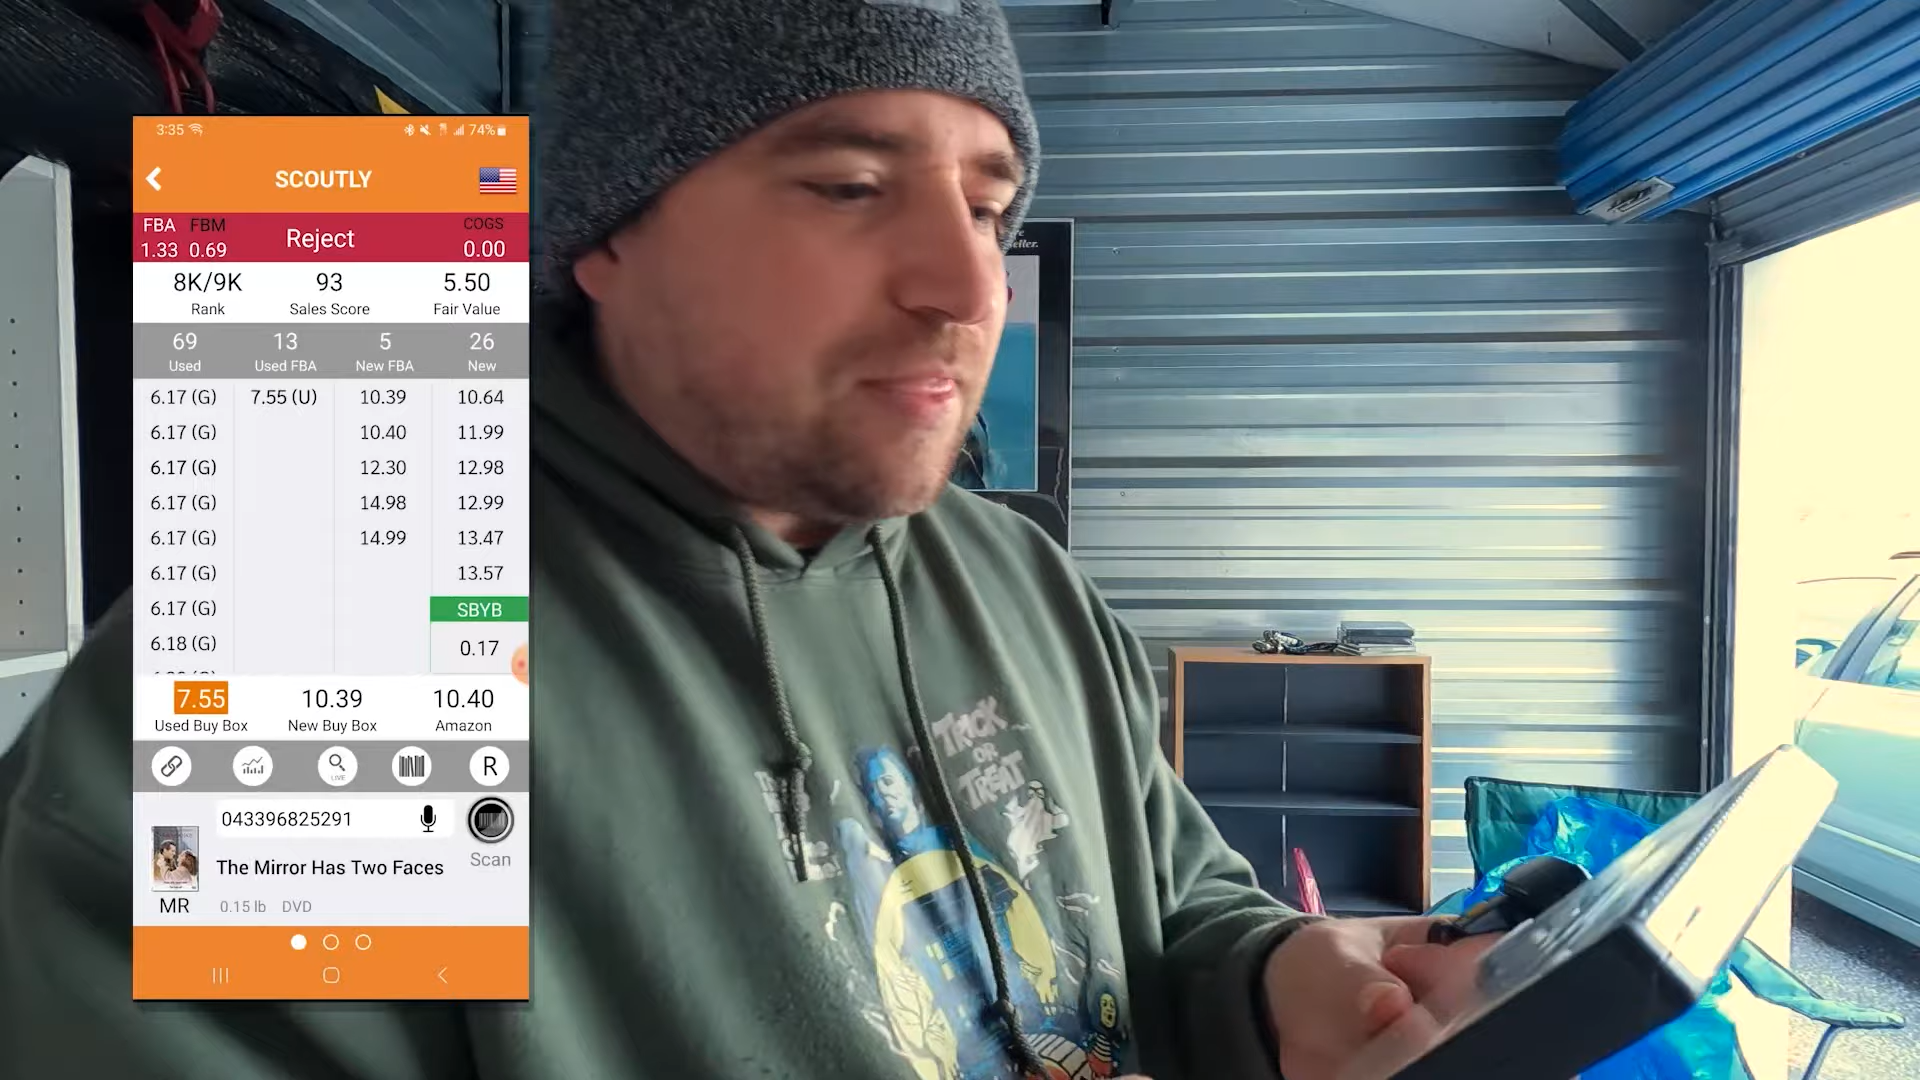 3:35
74%
SCOUTLY
FBA FBM
COGS
1.33 0.69
Reject
0.00
8K/9K
93
5.50
Rank
Sales Score
Fair Value
69
13
5
26
Used
Used FBA
New FBA
New
6.17 (G)
7.55 (U)
10.39
10.64
6.17 (G)
10.40
11.99
6.17 (G)
12.30
12.98
6.17 (G)
14.98
12.99
6.17 (G)
14.99
13.47
6.17 (G)
13.57
6.17 (G)
SBYB
6.18 (G)
0.17
7.55
10.39
10.40
Used Buy Box
New Buy Box
Amazon
LIVE
R
043396825291
Scan
The Mirror Has Two Faces
MR
0.15 lb DVD
TRICK
OR
TREAT